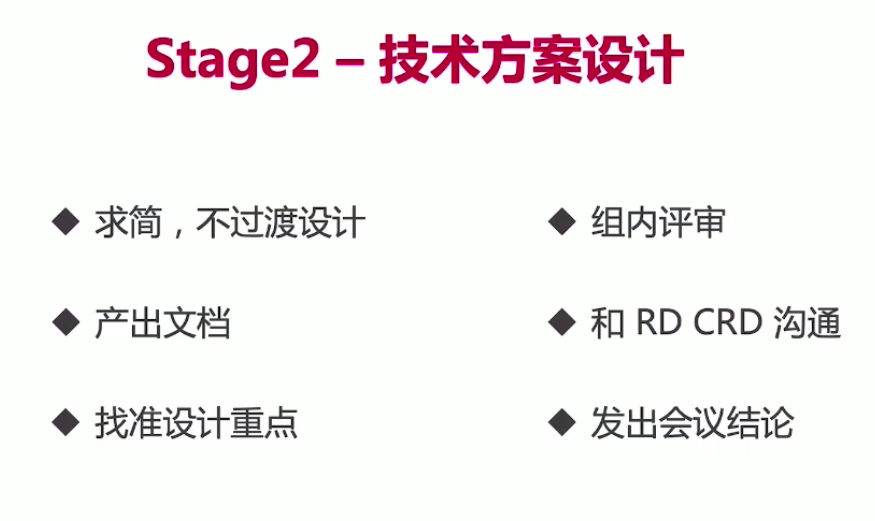 Stage2 – 技术方案设计
◆ 求简，不过渡设计
◆ 产出文档
◆ 找准设计重点
◆ 组内评审
◆ 和 RD CRD 沟通
◆ 发出会议结论